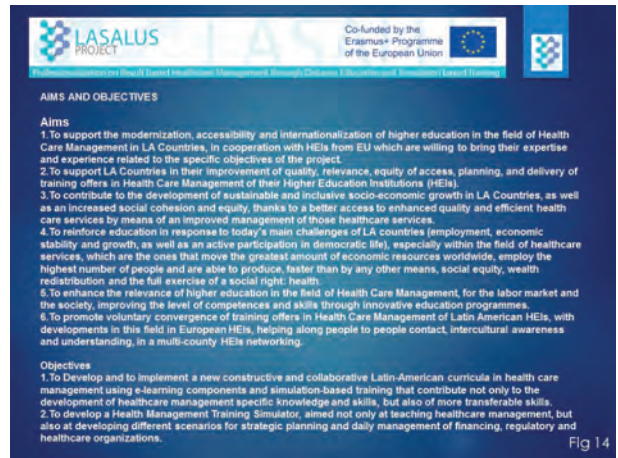 LASALUS
PROJECT
Co-funded by the
Erasmus+ Programme
of the European Union
Professionalization on Result Based Healthcare Management through Distance Education and Simulation based Training
AIMS AND OBJECTIVES
Aims
1.To support the modernization, accessibility and internationalization of higher education in the field of Health
Care Management in LA Countries, in cooperation with HEIs from EU which are willing to bring their expertise
and experience related to the specific objectives of the project.
2.To support LA Countries in their improvement of quality, relevance, equity of access, planning, and delivery of
training offers in Health Care Management of their Higher Education Institutions (HEIs).
3.To contribute to the development of sustainable and inclusive socio-economic growth in LA Countries, as well
as an increased social cohesion and equity, thanks to a better access to enhanced quality and efficient health
care services by means of an improved management of those healthcare services.
4.To reinforce education in response to today's main challenges of LA countries (employment, economic
stability and growth, as well as an active participation in democratic life), especially within the field of healthcare
services, which are the ones that move the greatest amount of economic resources worldwide, employ the
highest number of people and are able to produce, faster than by any other means, social equity, wealth
redistribution and the full exercise of a social right: health.
5.To enhance the relevance of higher education in the field of Health Care Management, for the labor market and
the society, improving the level of competences and skills through innovative education programmes.
6.To promote voluntary convergence of training offers in Health Care Management of Latin American HEIs, with
developments in this field in European HEIs, helping along people to people contact, intercultural awareness
and understanding, in a multi-county HEIs networking.
Objectives
1.To Develop and to implement a new constructive and collaborative Latin-American curricula in health care
management using e-learning components and simulation-based training that contribute not only to the
development of healthcare management specific knowledge and skills, but also of more transferable skills.
2.To develop a Health Management Training Simulator, aimed not only at teaching healthcare management, but
also at developing different scenarios for strategic planning and daily management of financing, regulatory and
healthcare organizations.
Fig 14